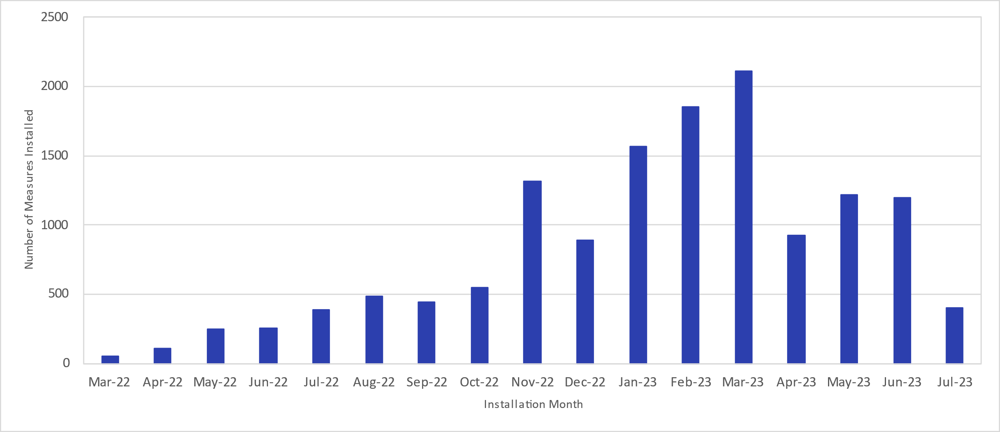 2500
2000
1500
1000
500
0
Number of Measures Installed
Mar-22 Apr-22 May-22 Jun-22 Jul-22 Aug-22 Sep-22 Oct-22 Nov-22 Dec-22 Jan-23 Feb-23 Mar-23 Apr-23 May-23 Jun-23 Jul-23
Installation Month